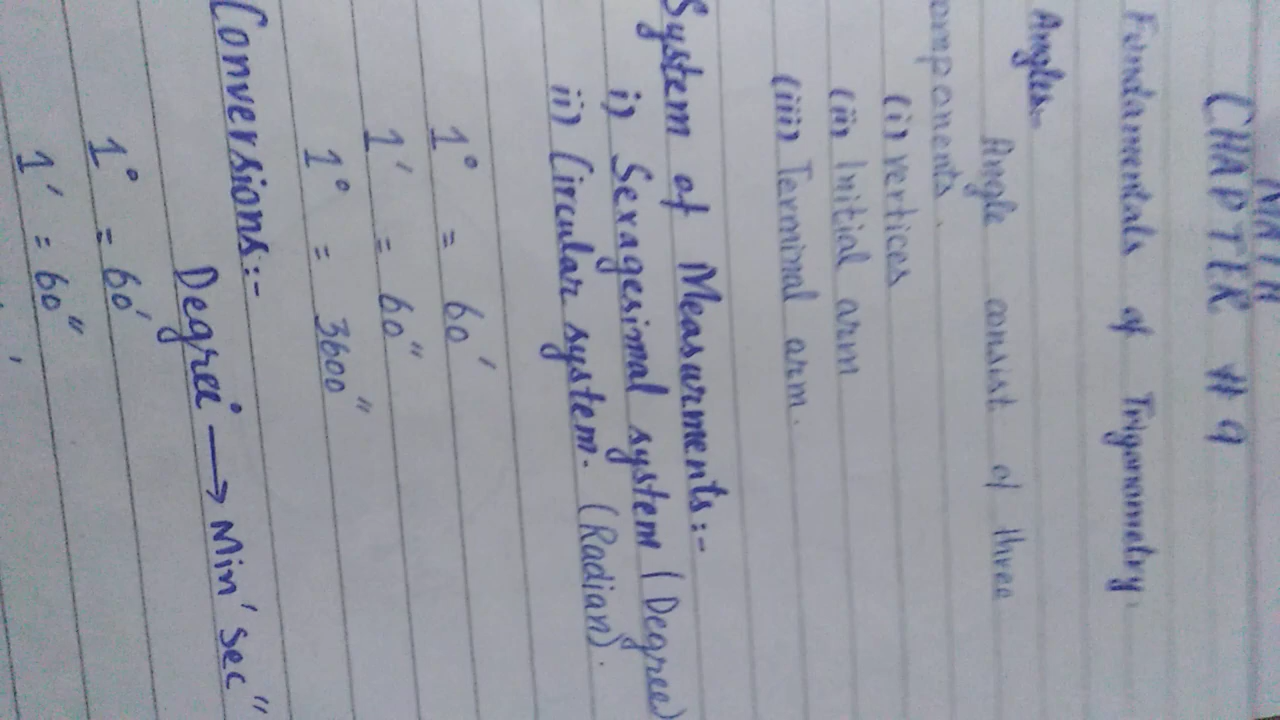 MATH
CHAPTER # 9
Fundamentals of Trigonometry.
Angles:-
Angle consist of three
components.
(i) vertices
(ii) Initial arm
(iii) Terminal arm.
System of Measurments:-
i) Sexagesimal system (Degree)
ii) Circular system. (Radian).
1° = 60′
1′ = 60″
1° = 3600″
Conversions:-
Degree° → Min′ Sec″
1° = 60′
1′ = 60″